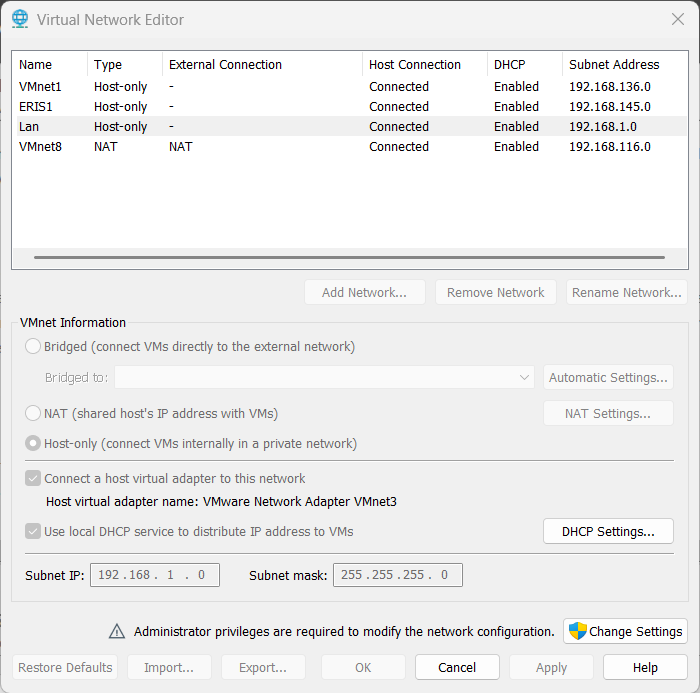 Virtual Network Editor
Name Type External Connection Host Connection DHCP Subnet Address
VMnet1 Host-only - Connected Enabled 192.168.136.0
ERIS1 Host-only - Connected Enabled 192.168.145.0
Lan Host-only - Connected Enabled 192.168.1.0
VMnet8 NAT NAT Connected Enabled 192.168.116.0
Add Network... Remove Network Rename Network...
VMnet Information
Bridged (connect VMs directly to the external network)
Bridged to: Automatic Settings...
NAT (shared host's IP address with VMs) NAT Settings...
Host-only (connect VMs internally in a private network)
Connect a host virtual adapter to this network
Host virtual adapter name: VMware Network Adapter VMnet3
Use local DHCP service to distribute IP address to VMs DHCP Settings...
Subnet IP: 192 . 168 . 1 . 0 Subnet mask: 255 . 255 . 255 . 0
Administrator privileges are required to modify the network configuration. Change Settings
Restore Defaults Import... Export... OK Cancel Apply Help